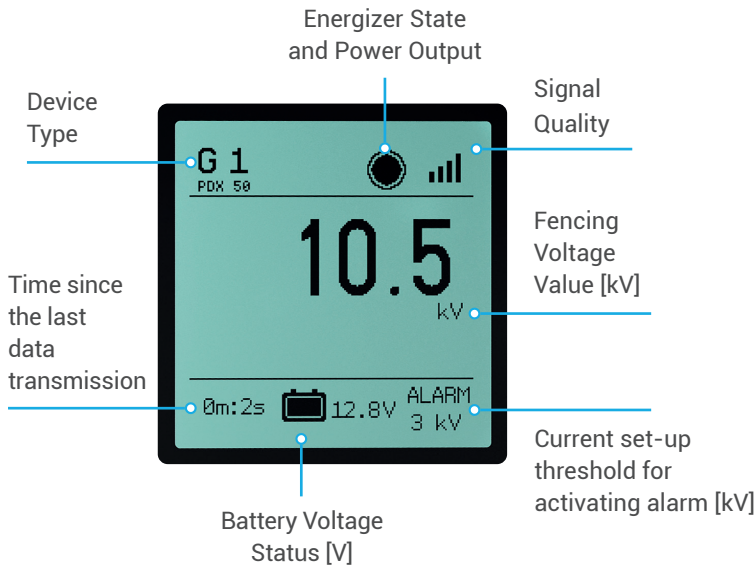 Energizer State
and Power Output
Device
Type
Signal
Quality
G 1
PDX 50
10.5
kV
Fencing
Voltage
Value [kV]
Time since
the last
data
transmission
0m:2s
12.8V
ALARM
3 kV
Current set-up
threshold for
activating alarm [kV]
Battery Voltage
Status [V]